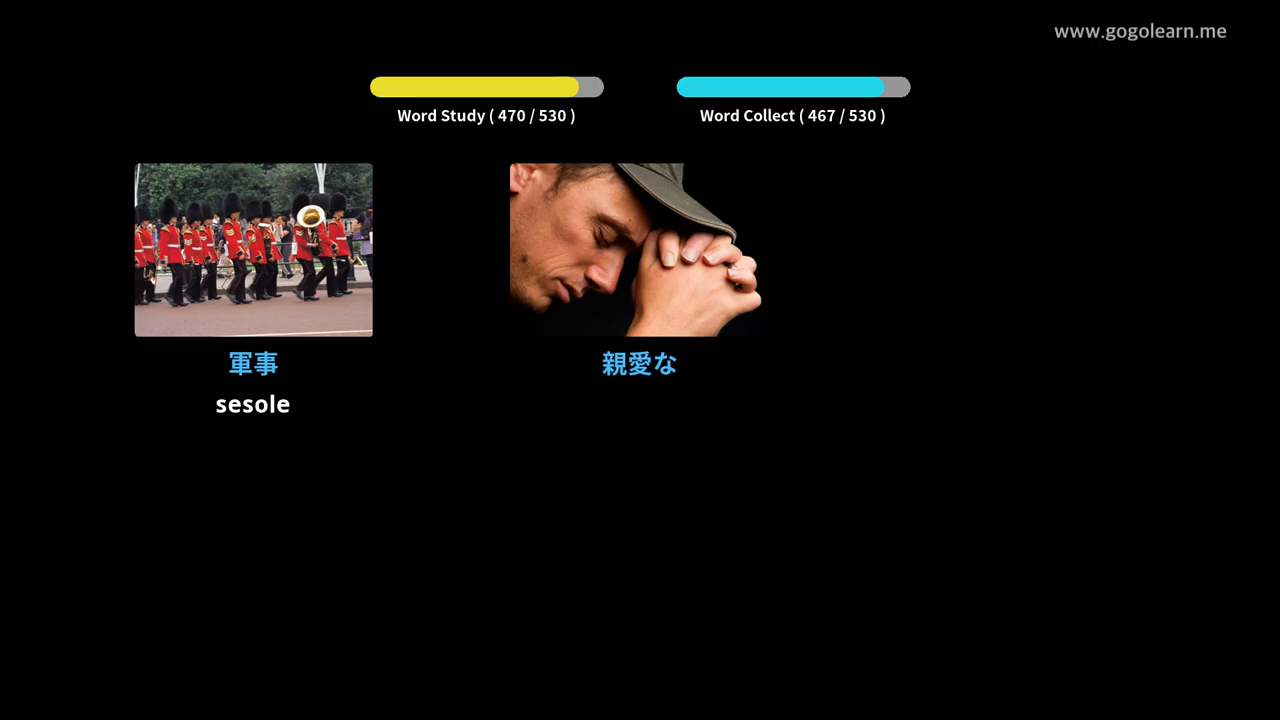 www.gogolearn.me
Word Study ( 470 / 530 )
Word Collect ( 467 / 530 )
軍事
親愛な
sesole